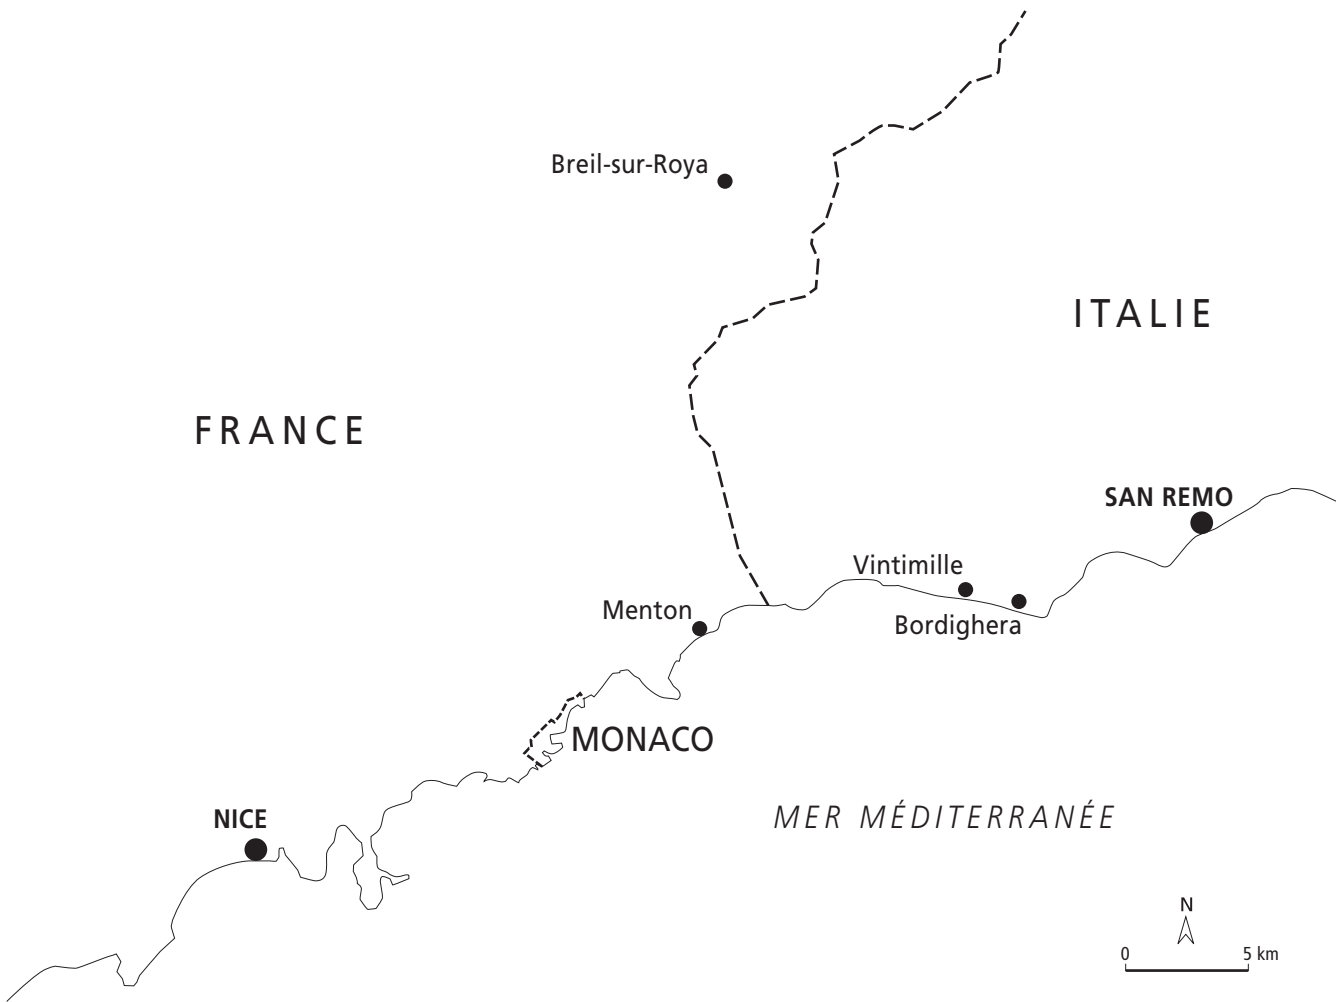 Breil-sur-Roya
ITALIE
FRANCE
SAN REMO
Vintimille
Menton
Bordighera
MONACO
NICE
MER MÉDITERRANÉE
N
0 5 km